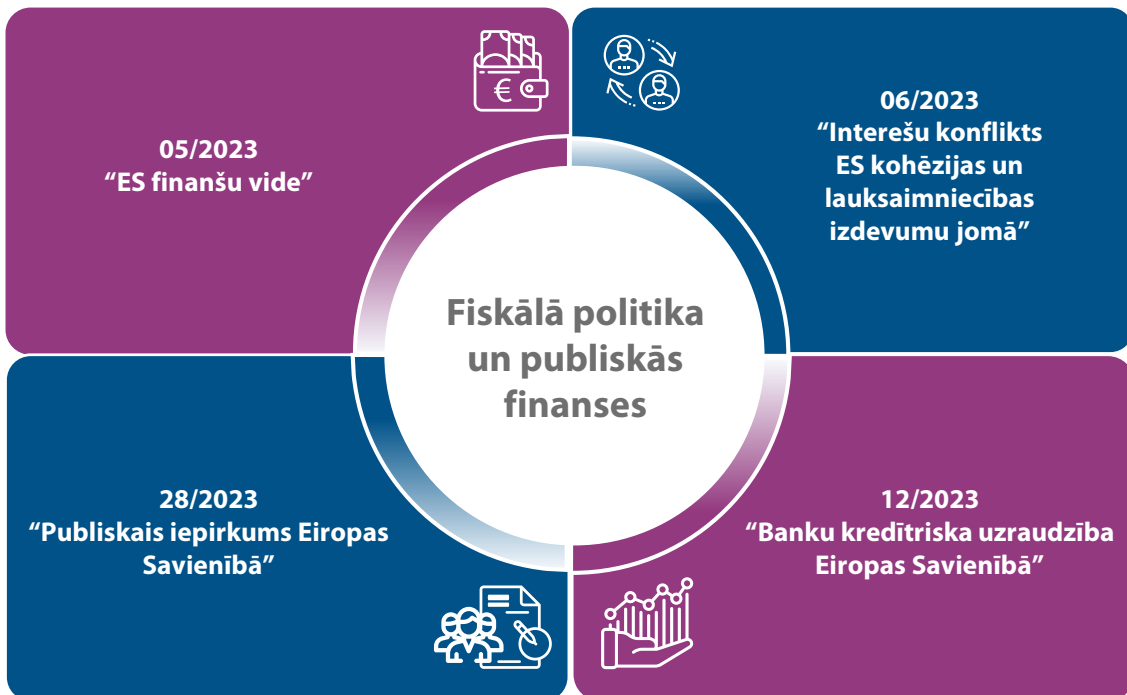 05/2023
“ES finanšu vide”
06/2023
“Interešu konflikts
ES kohēzijas un
lauksaimniecības
izdevumu jomā”
Fiskālā politika
un publiskās
finanses
28/2023
“Publiskais iepirkums Eiropas
Savienībā”
12/2023
“Banku kredītriska uzraudzība
Eiropas Savienībā”